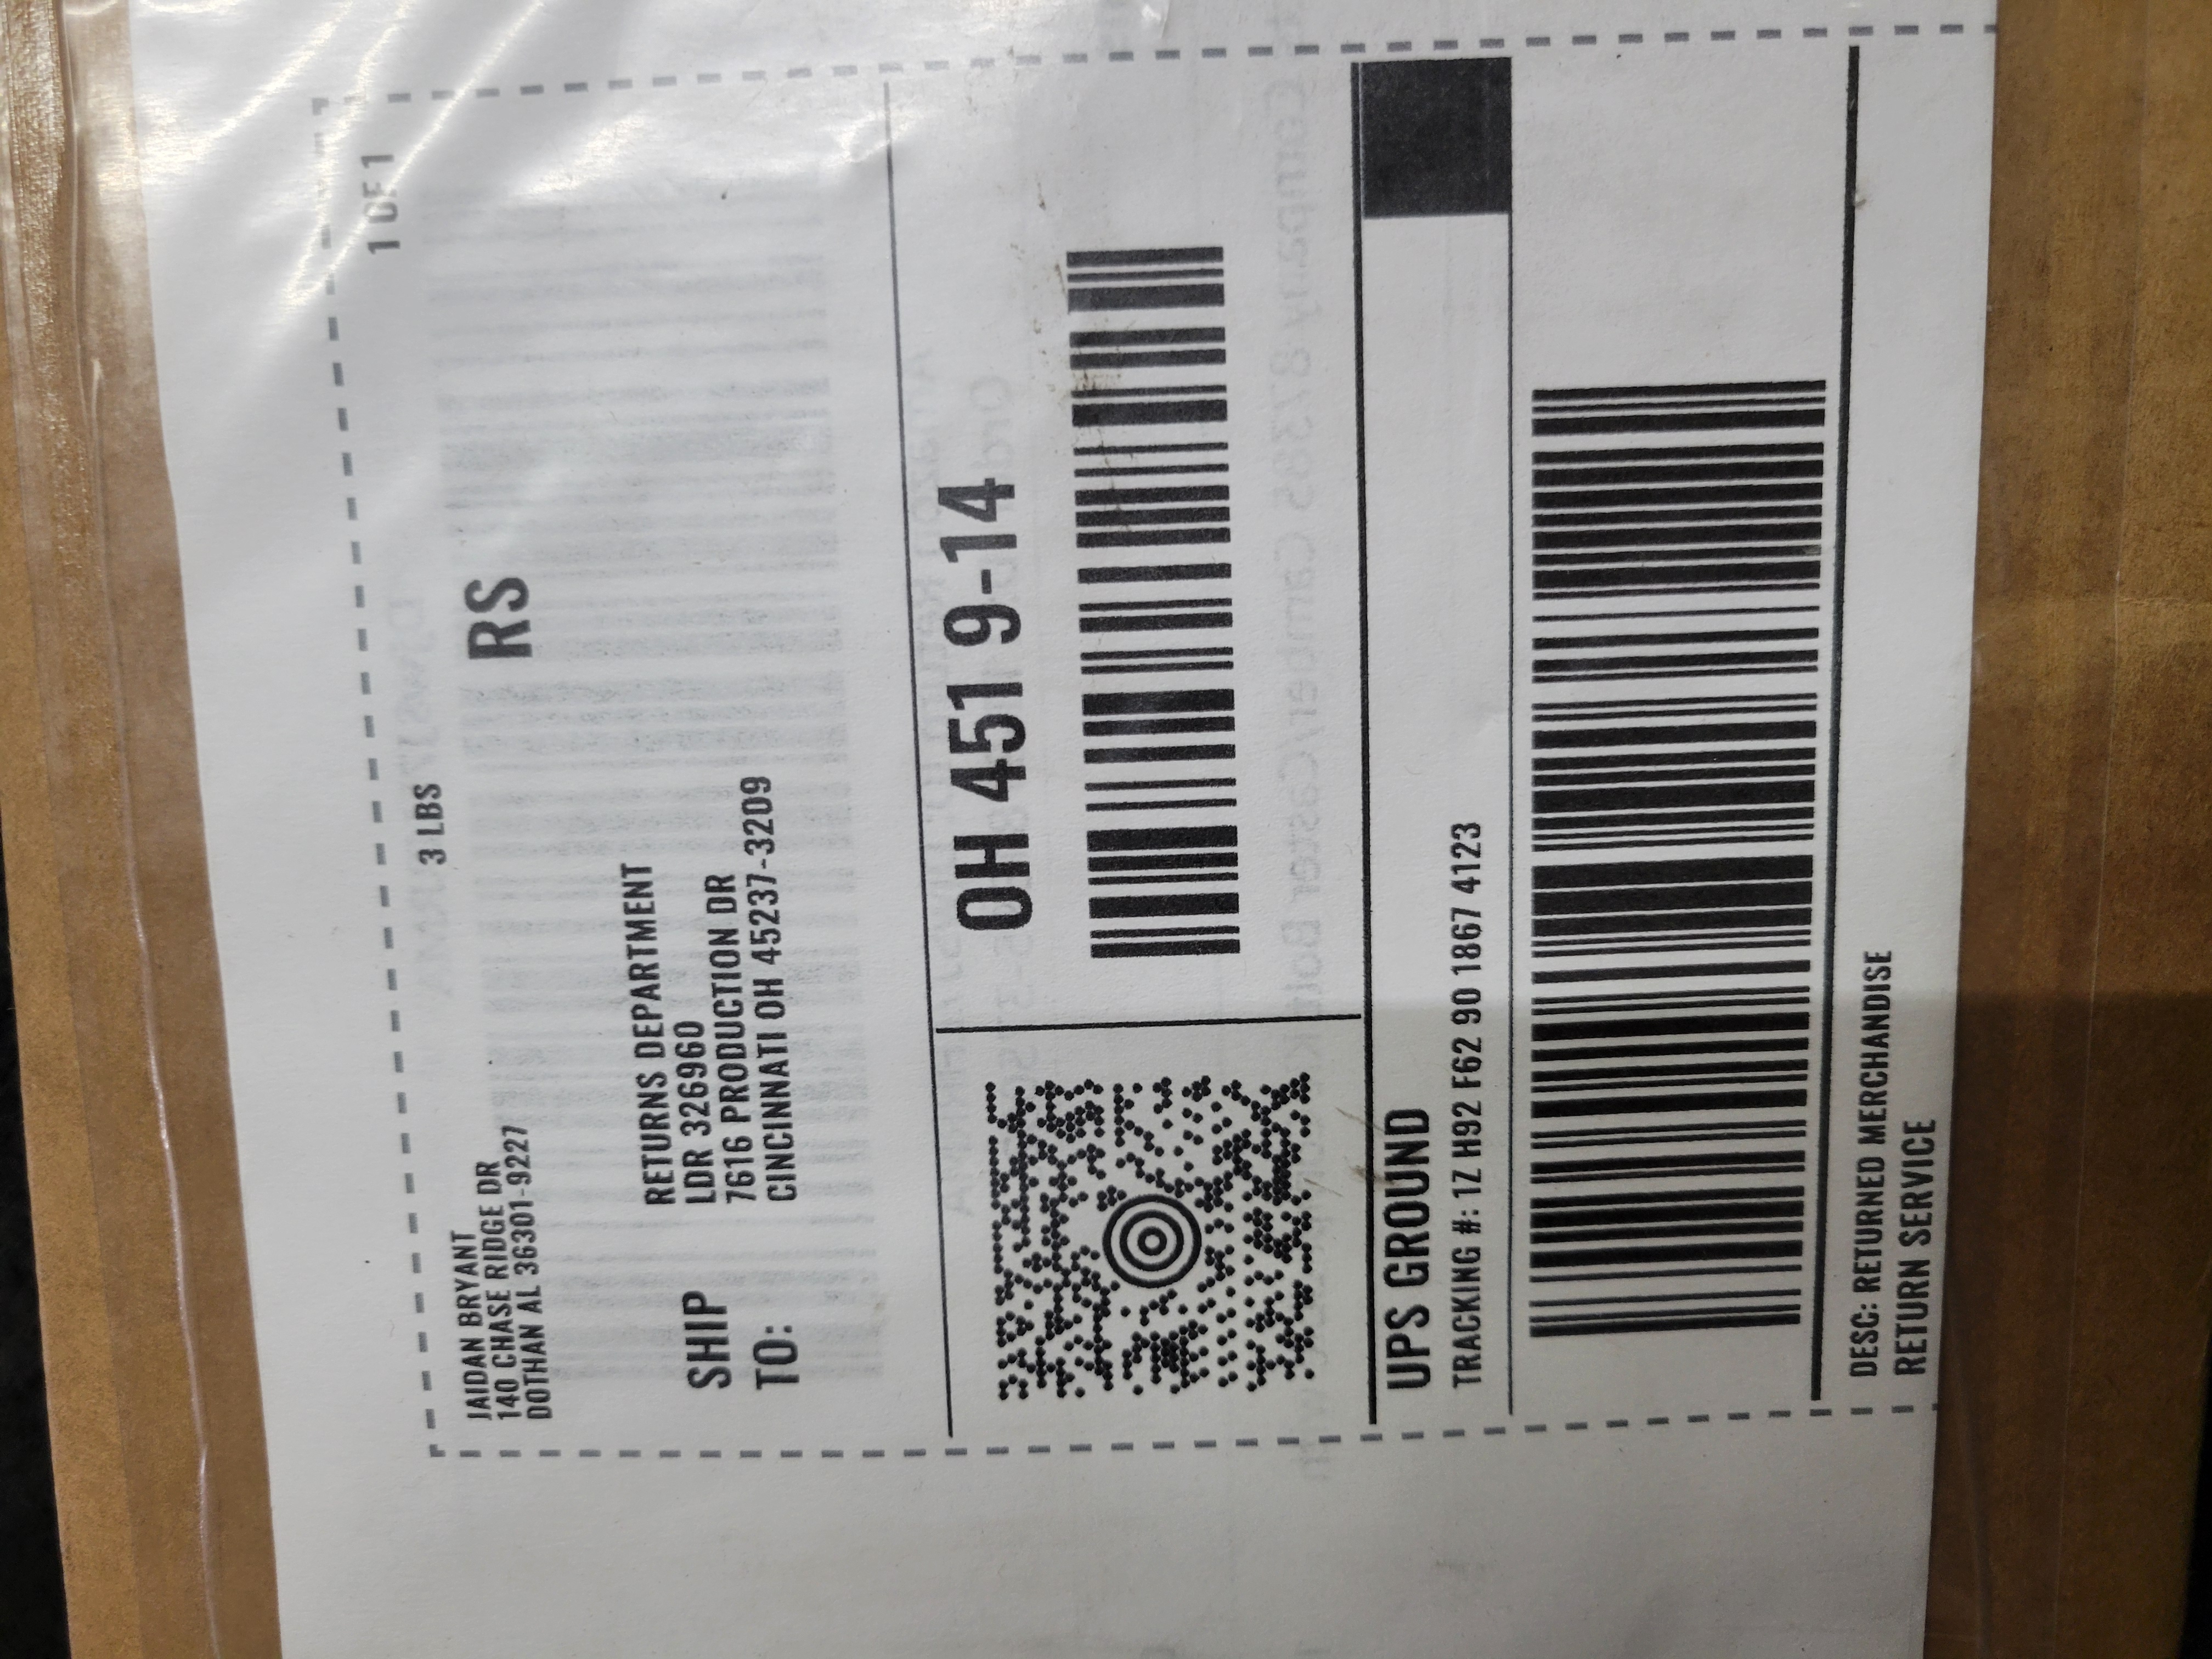 1 OF 1
3 LBS
JAIDAN BRYANT
140 CHASE RIDGE DR
DOTHAN AL 36301-9227
RS
SHIP
TO:
RETURNS DEPARTMENT
LDR 3269GO
7616 PRODUCTION DR
CINCINNATI OH 45237-3209
OH 451 9-14
UPS GROUND
TRACKING #: 1Z H92 F62 90 1867 4123
DESC: RETURNED MERCHANDISE
RETURN SERVICE